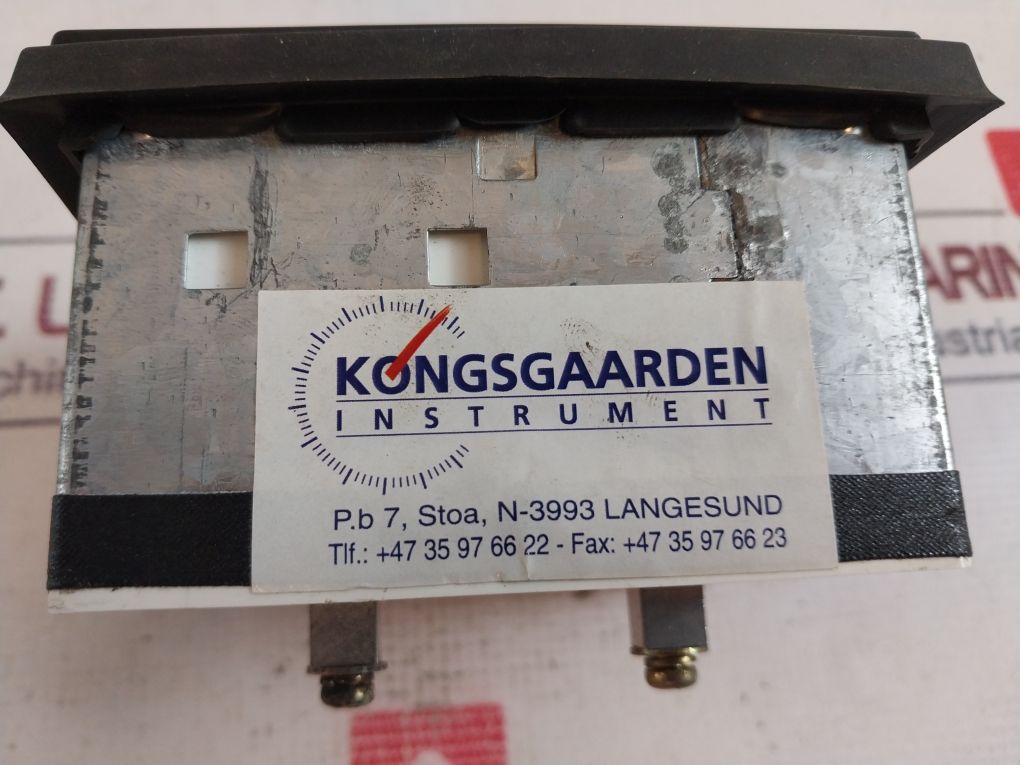 KONGSGAARDEN
INSTRUMENT
P.b 7, Stoa, N-3993 LANGESUND
Tlf.: +47 35 97 66 22 - Fax: +47 35 97 66 23